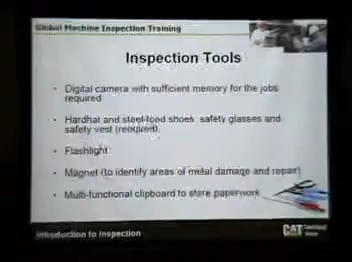 Global Machine Inspection Training
Inspection Tools
• Digital camera with sufficient memory for the jobs
required
• Hardhat and steel-toed shoes, safety glasses and
safety vest (required).
• Flashlight
• Magnet (to identify areas of metal damage and repair)
• Multi-functional clipboard to store paperwork
Introduction to Inspection
CAT